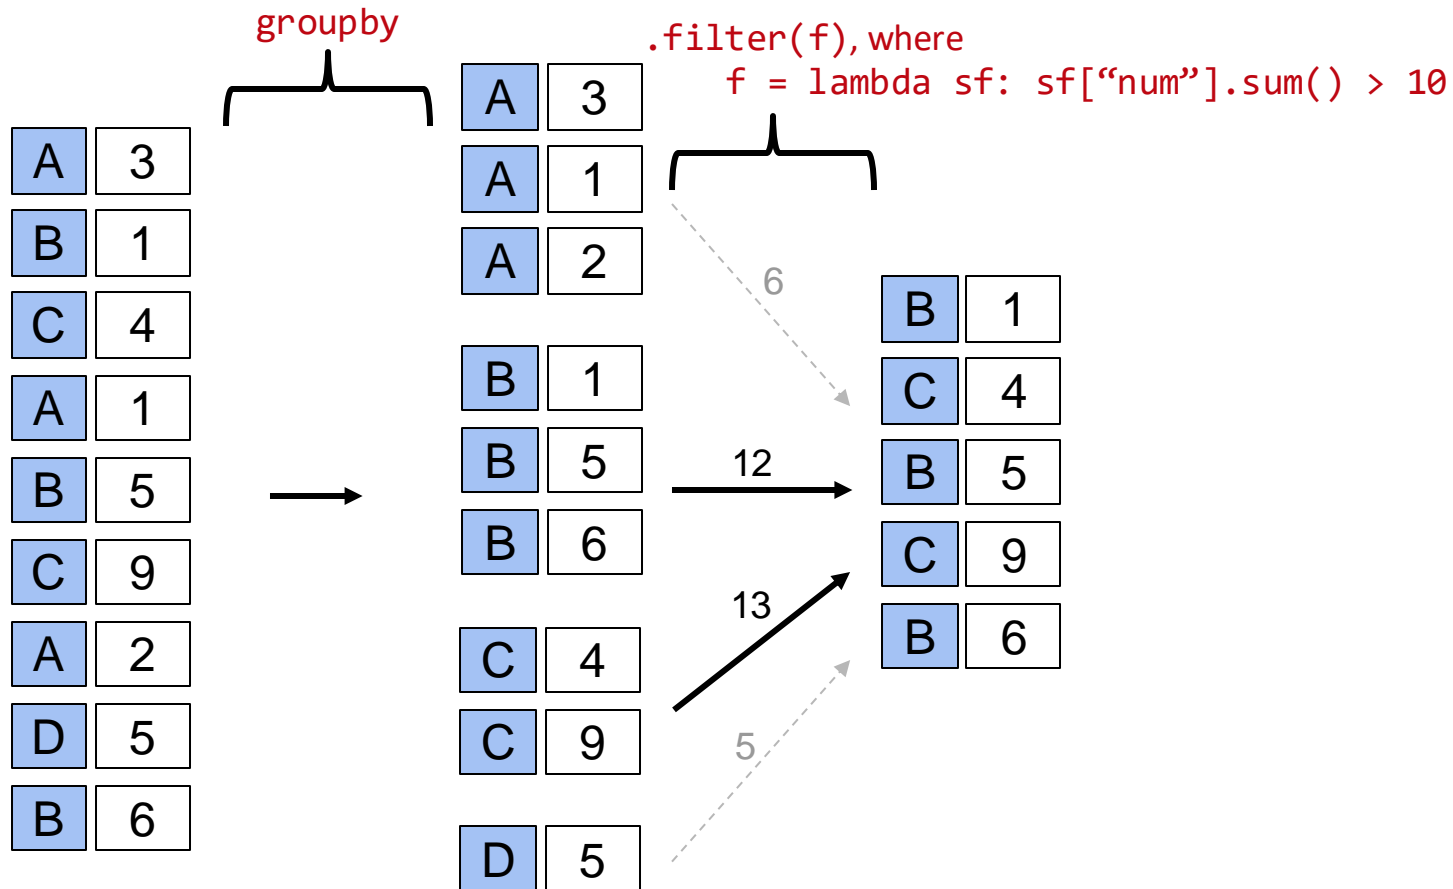 groupby
.filter(f), where
f = lambda sf: sf[“num”].sum() > 10
A 3
B 1
C 4
A 1
B 5
C 9
A 2
D 5
B 6
A 3
A 1
A 2
B 1
B 5
B 6
C 4
C 9
D 5
6
12
13
5
B 1
C 4
B 5
C 9
B 6